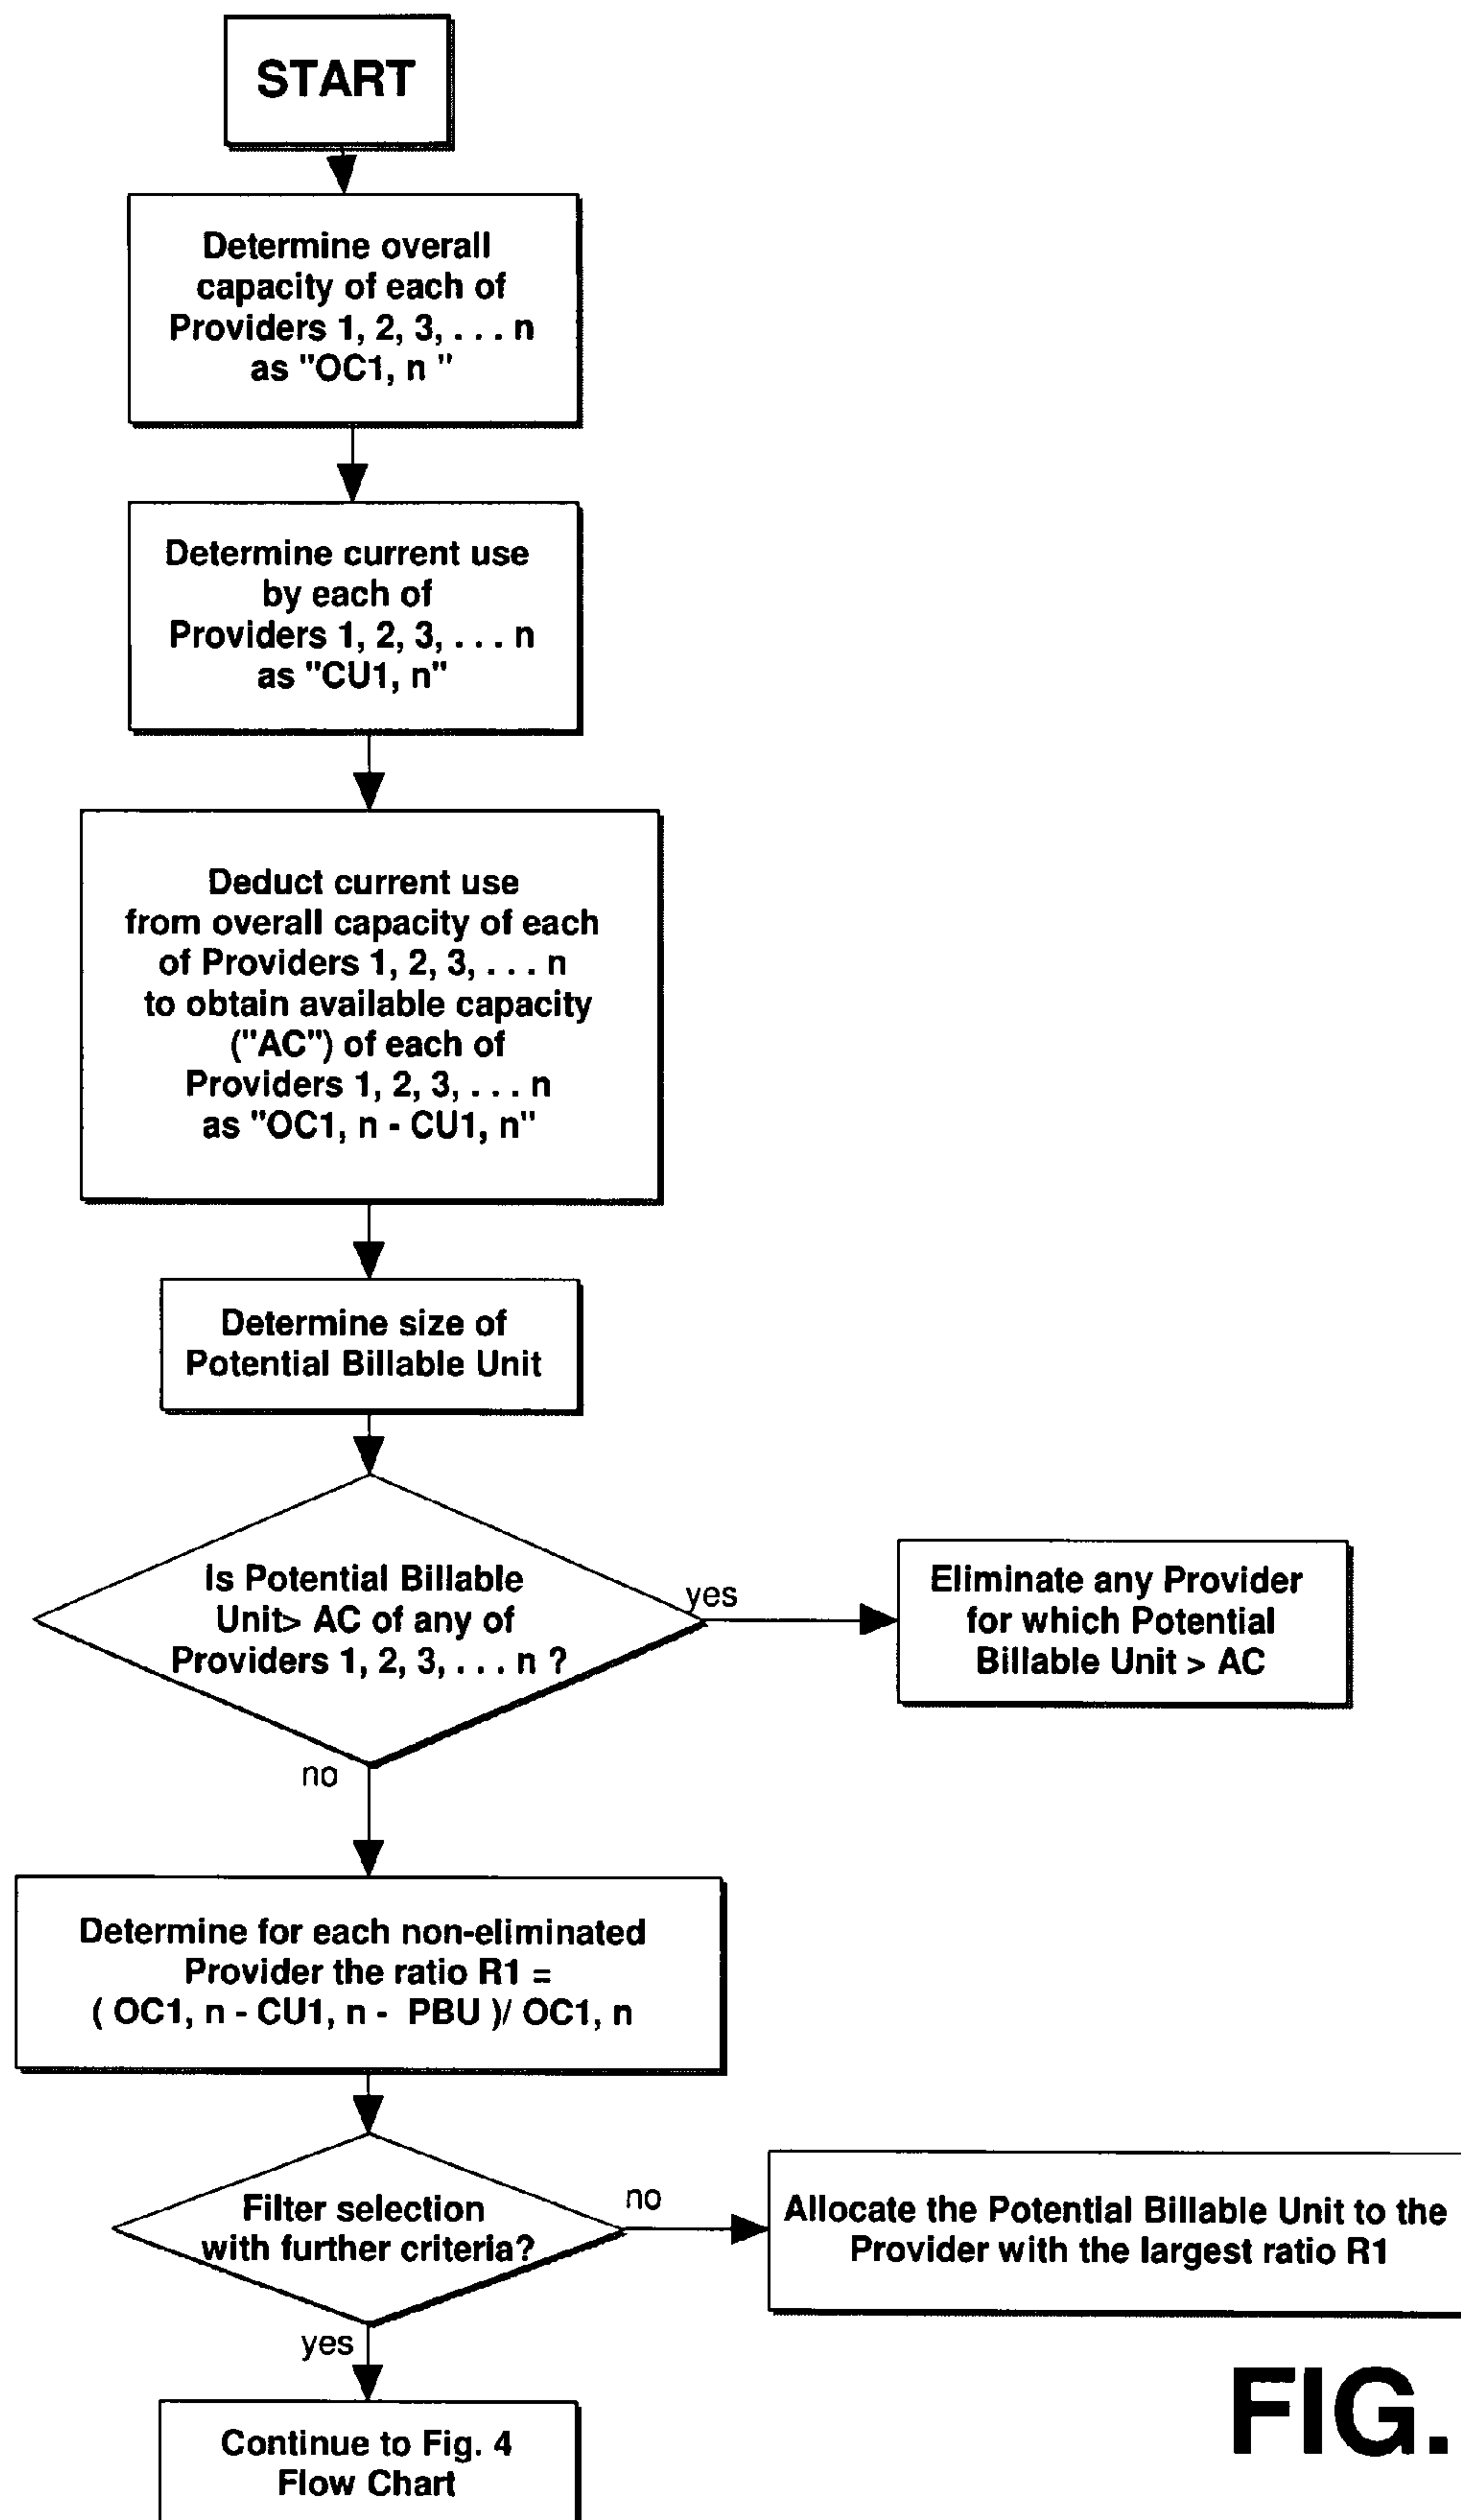 START
Determine overall
capacity of each of
Providers 1, 2, 3, . . . n
as "OC1, n "
Determine current use
by each of
Providers 1, 2, 3, . . . n
as "CU1, n"
Deduct current use
from overall capacity of each
of Providers 1, 2, 3, . . . n
to obtain available capacity
("AC") of each of
Providers 1, 2, 3, . . . n
as "OC1, n - CU1, n"
Determine size of
Potential Billable Unit
Is Potential Billable
Unit> AC of any of
Providers 1, 2, 3, . . . n ?
yes
Eliminate any Provider
for which Potential
Billable Unit > AC
no
Determine for each non-eliminated
Provider the ratio R1 =
( OC1, n - CU1, n - PBU )/ OC1, n
Filter selection
with further criteria?
no
Allocate the Potential Billable Unit to the
Provider with the largest ratio R1
yes
Continue to Fig. 4
Flow Chart
FIG.